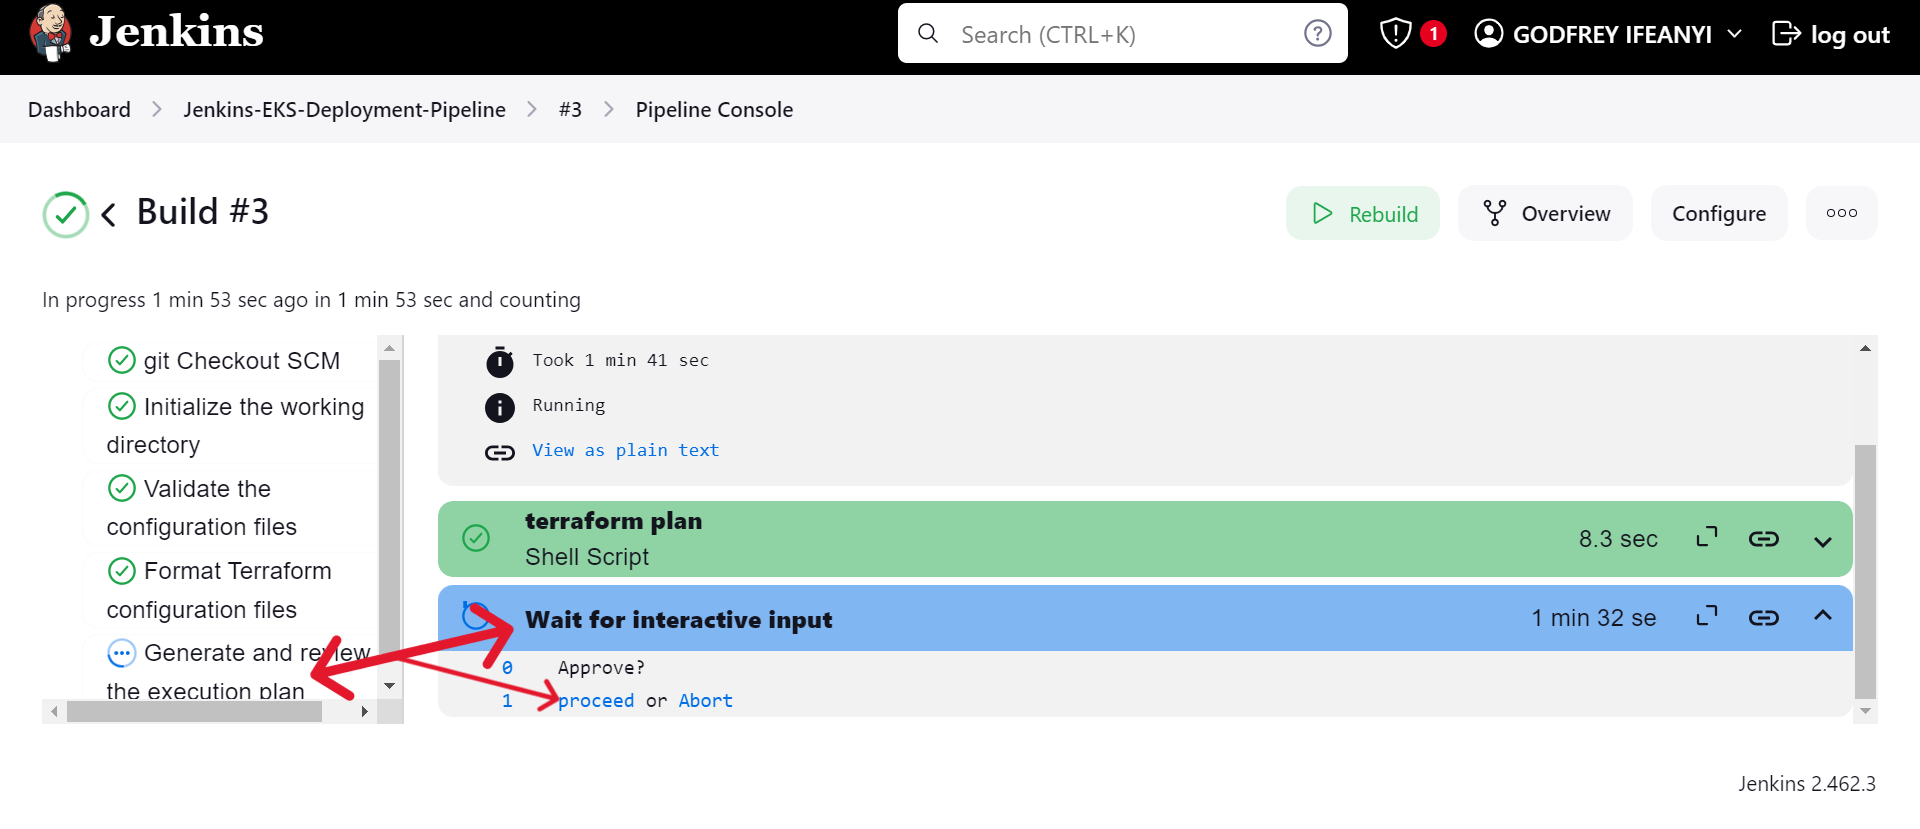 Jenkins
Search (CTRL+K)
?
1
GODFREY IFEANYI
log out
Dashboard
Jenkins-EKS-Deployment-Pipeline
#3
Pipeline Console
Build #3
Rebuild
Overview
Configure
In progress 1 min 53 sec ago in 1 min 53 sec and counting
git Checkout SCM
Initialize the working
directory
Validate the
configuration files
Format Terraform
configuration files
Generate and review
the execution plan
Took 1 min 41 sec
Running
View as plain text
terraform plan
Shell Script
8.3 sec
Wait for interactive input
1 min 32 se
0 Approve?
1 proceed or Abort
Jenkins 2.462.3